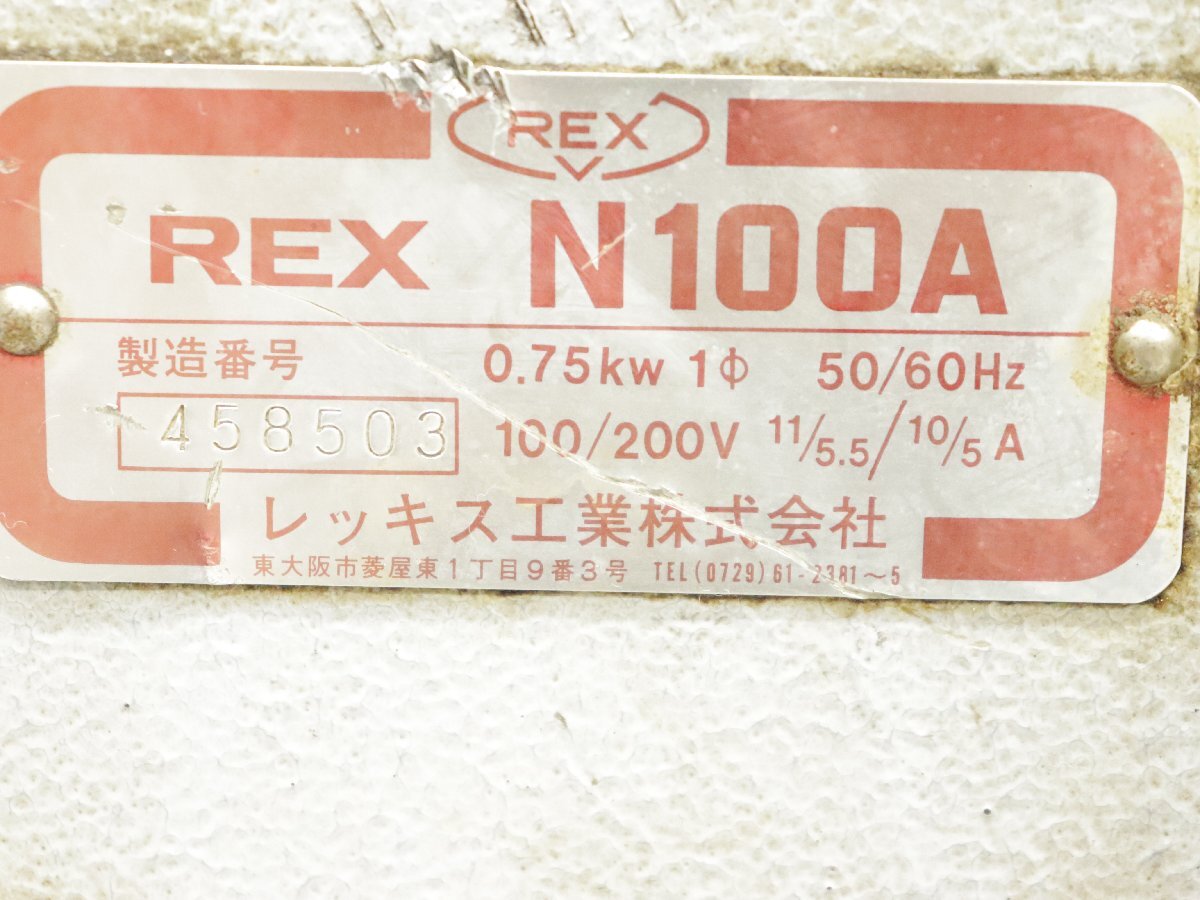 REX
REX N100A
製造番号 0.75kw 1Φ 50/60Hz
458503 100/200V 11/5.5/10/5A
レッキス工業株式会社
東大阪市菱屋東1丁目9番3号 TEL(0729)61-2381~5